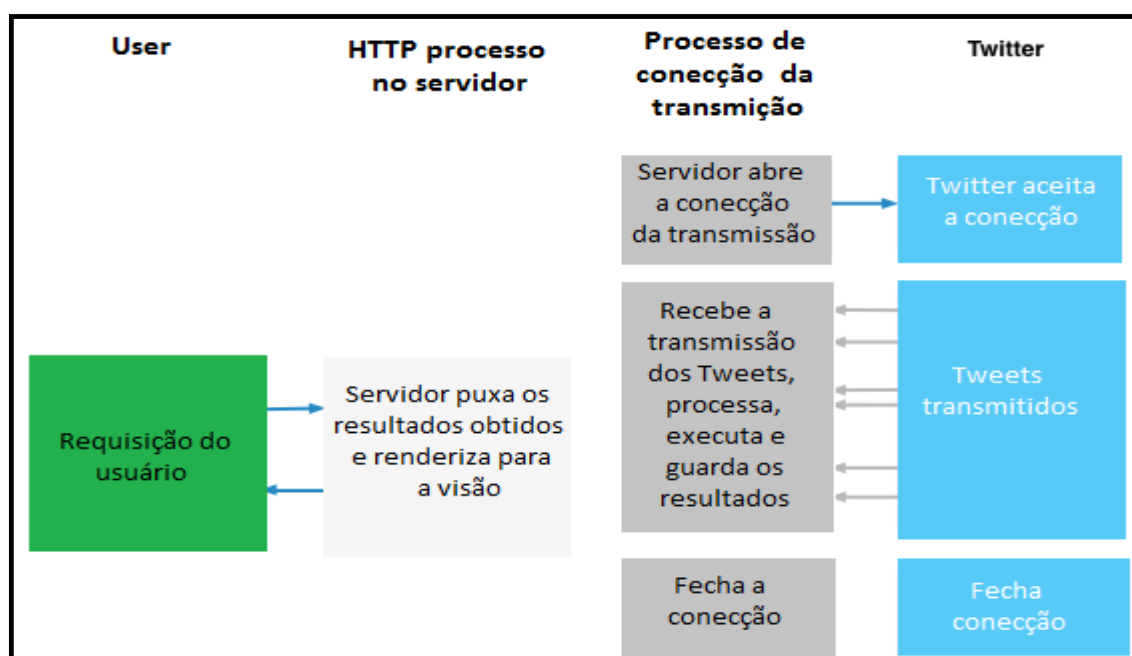 User
HTTP processo
no servidor
Processo de
conecção da
transmição
Twitter
Servidor abre
a conecção
da transmissão
Twitter aceita
a conecção
Recebe a
transmissão
dos Tweets,
processa,
executa e
guarda os
resultados
Tweets
transmitidos
Requisição do
usuário
Servidor puxa os
resultados obtidos
e renderiza para
a visão
Fecha a
conecção
Fecha
conecção